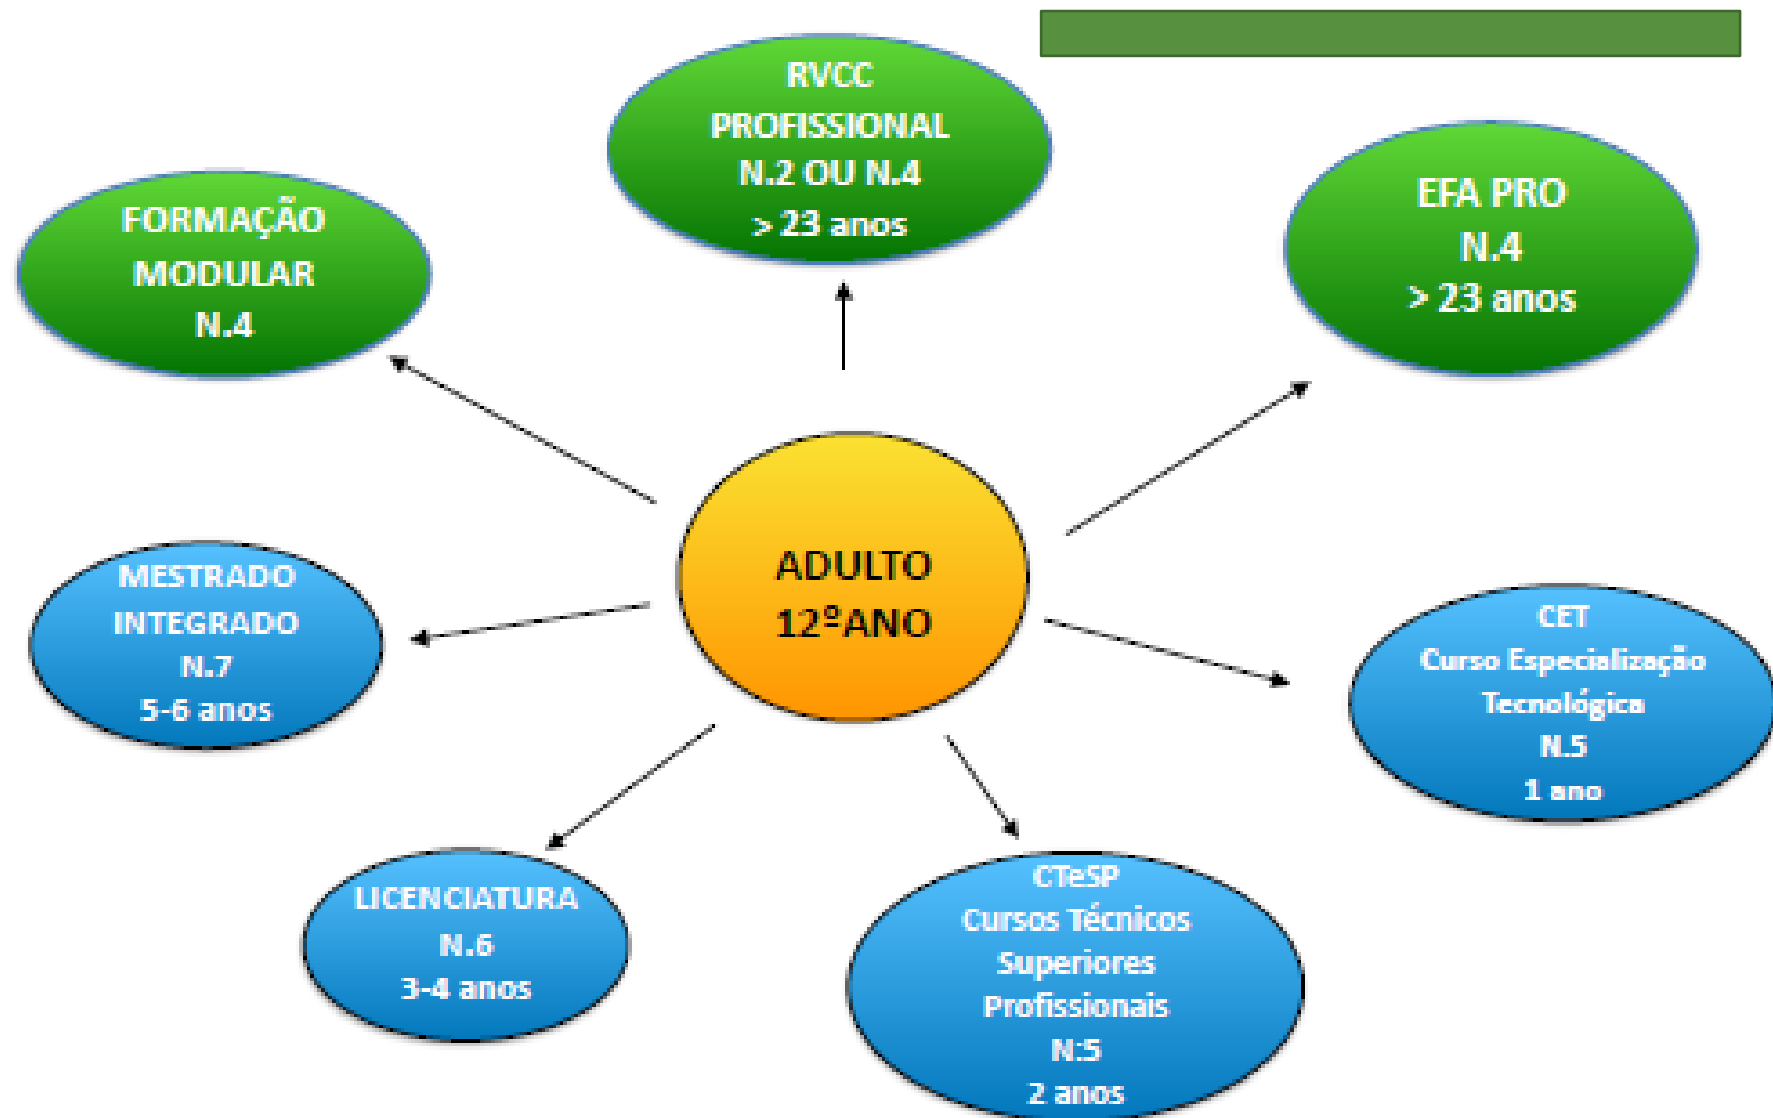 RVCC
PROFISSIONAL
N.2 OU N.4
> 23 anos
FORMAÇÃO
MODULAR
N.4
EFA PRO
N.4
> 23 anos
ADULTO
12ºANO
MESTRADO
INTEGRADO
N.7
5-6 anos
CET
Curso Especialização
Tecnológica
N.5
1 ano
LICENCIATURA
N.6
3-4 anos
CTeSP
Cursos Técnicos
Superiores
Profissionais
N:5
2 anos